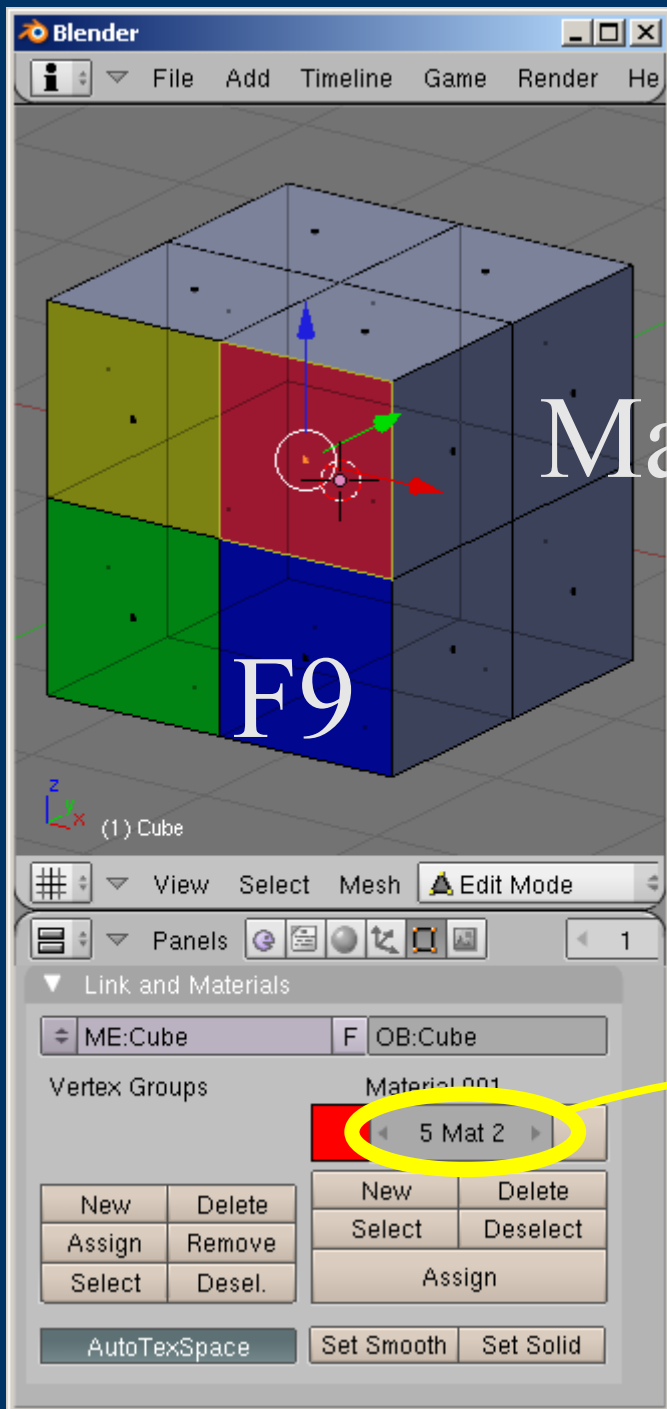 Blender
File Add Timeline Game Render He
Ma
F9
z
y
x
(1) Cube
View Select Mesh Edit Mode
Panels 1
Link and Materials
ME:Cube F OB:Cube
Vertex Groups Material.001
5 Mat 2
New Delete New Delete
Assign Remove Select Deselect
Select Desel. Assign
AutoTexSpace Set Smooth Set Solid